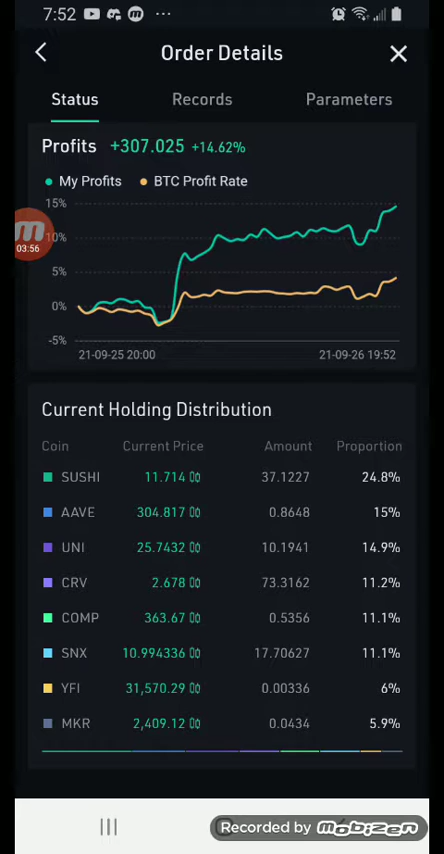 7:52
Order Details
Status Records Parameters
Profits +307.025 +14.62%
My Profits BTC Profit Rate
15%
10%
5%
0%
-5%
21-09-25 20:00 21-09-26 19:52
03:56
Current Holding Distribution
Coin Current Price Amount Proportion
SUSHI 11.714 37.1227 24.8%
AAVE 304.817 0.8648 15%
UNI 25.7432 10.1941 14.9%
CRV 2.678 73.3162 11.2%
COMP 363.67 0.5356 11.1%
SNX 10.994336 17.70627 11.1%
YFI 31,570.29 0.00336 6%
MKR 2,409.12 0.0434 5.9%
Recorded by mobizen